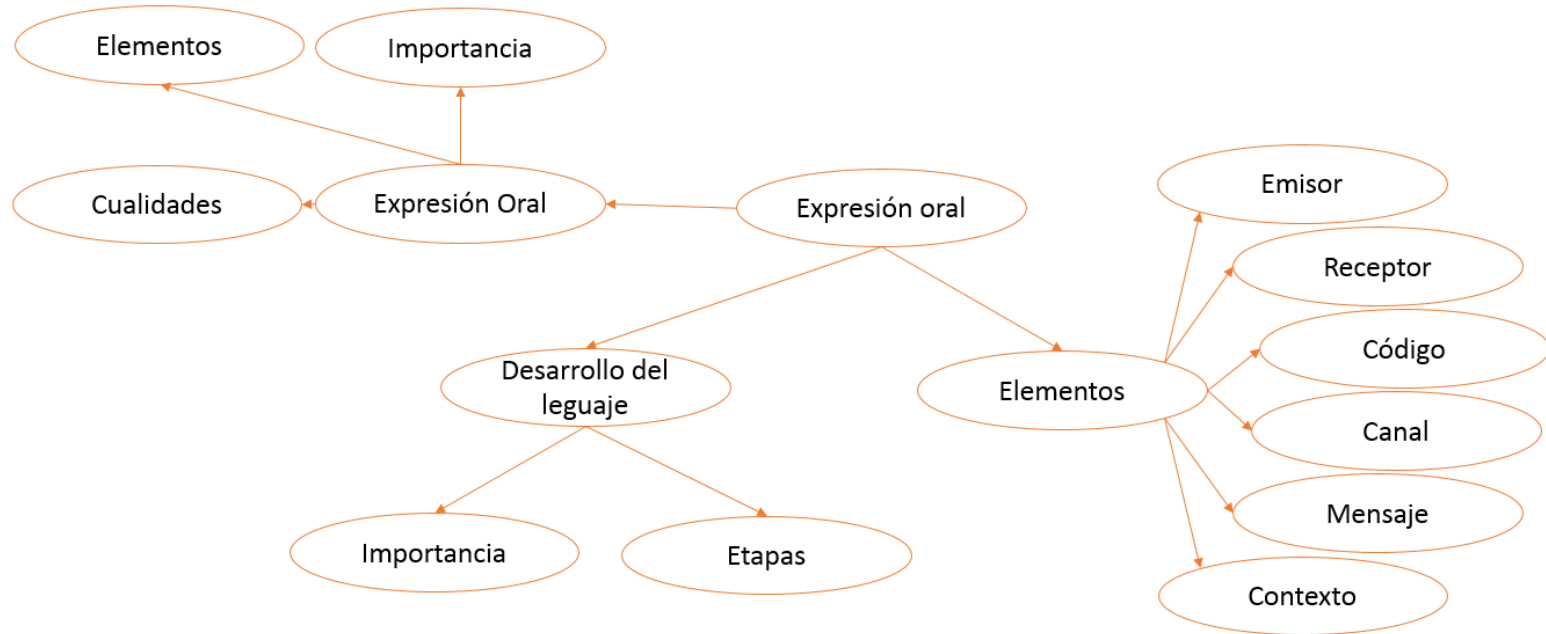 Elementos
Importancia
Cualidades
Expresión Oral
Expresión oral
Emisor
Receptor
Código
Canal
Mensaje
Contexto
Elementos
Desarrollo del
leguaje
Importancia
Etapas